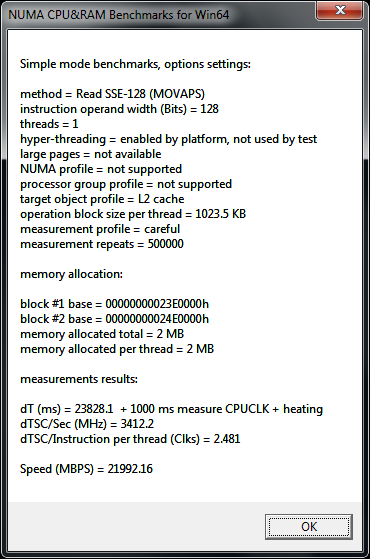 NUMA CPU&RAM Benchmarks for Win64
Simple mode benchmarks, options settings:
method = Read SSE-128 (MOVAPS)
instruction operand width (Bits) = 128
threads = 1
hyper-threading = enabled by platform, not used by test
large pages = not available
NUMA profile = not supported
processor group profile = not supported
target object profile = L2 cache
operation block size per thread = 1023.5 KB
measurement profile = careful
measurement repeats = 500000
memory allocation:
block #1 base = 00000000023E0000h
block #2 base = 00000000024E0000h
memory allocated total = 2 MB
memory allocated per thread = 2 MB
measurements results:
dT (ms) = 23828.1  + 1000 ms measure CPUCLK + heating
dTSC/Sec (MHz) = 3412.2
dTSC/Instruction per thread (Clks) = 2.481
Speed (MBPS) = 21992.16
OK